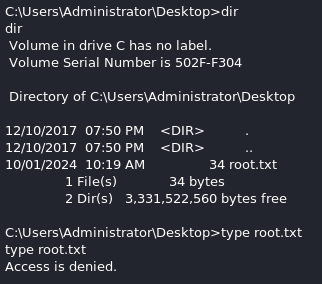 C:\Users\Administrator\Desktop>dir
dir
Volume in drive C has no label.
Volume Serial Number is 502F-F304
Directory of C:\Users\Administrator\Desktop
12/10/2017  07:50 PM    <DIR>          .
12/10/2017  07:50 PM    <DIR>          ..
10/01/2024  10:19 AM                34 root.txt
               1 File(s)             34 bytes
               2 Dir(s)   3,331,522,560 bytes free
C:\Users\Administrator\Desktop>type root.txt
type root.txt
Access is denied.